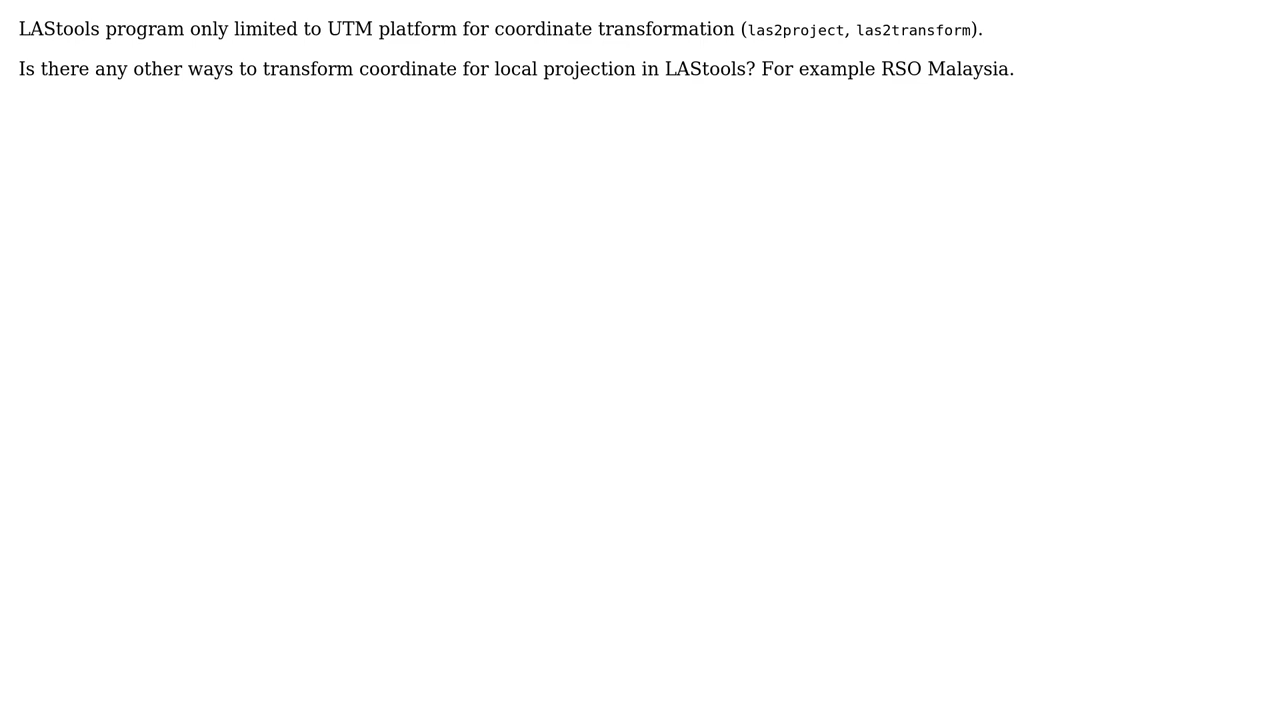 LAStools program only limited to UTM platform for coordinate transformation (las2project, las2transform).
Is there any other ways to transform coordinate for local projection in LAStools? For example RSO Malaysia.